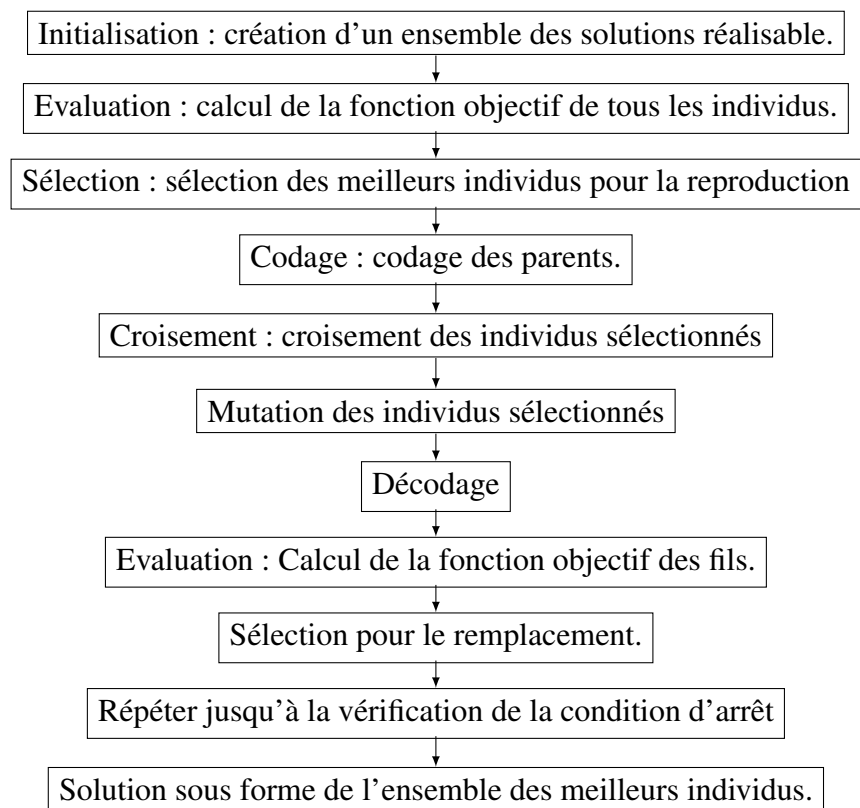 Initialisation : création d’un ensemble des solutions réalisable.
Evaluation : calcul de la fonction objectif de tous les individus.
Sélection : sélection des meilleurs individus pour la reproduction
Codage : codage des parents.
Croisement : croisement des individus sélectionnés
Mutation des individus sélectionnés
Décodage
Evaluation : Calcul de la fonction objectif des fils.
Sélection pour le remplacement.
Répéter jusqu’à la vérification de la condition d’arrêt
Solution sous forme de l’ensemble des meilleurs individus.